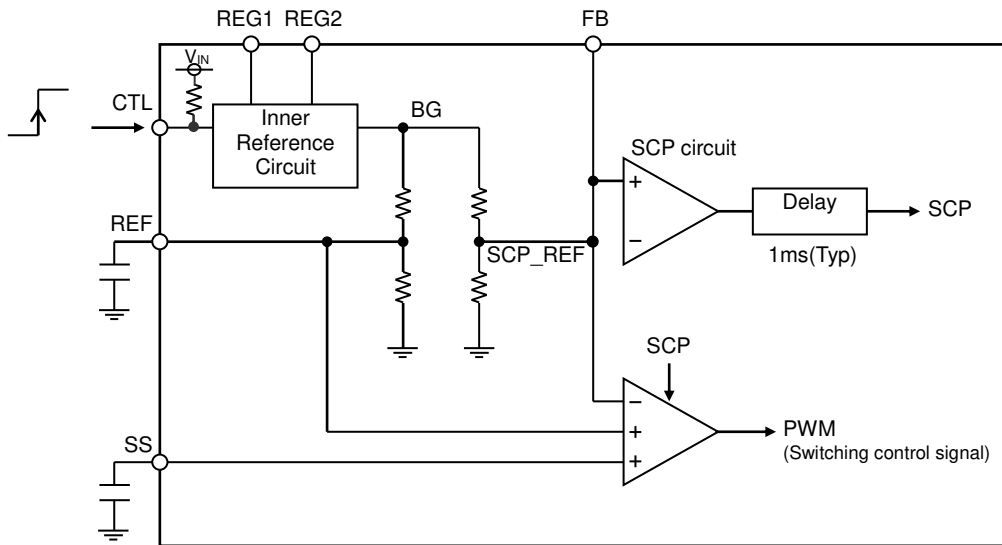 REG1 REG2 FB
VIN
CTL
Inner
Reference
Circuit
BG
SCP circuit
+
−
Delay
SCP
1ms(Typ)
REF
SCP_REF
SCP
−
+
+
PWM
(Switching control signal)
SS